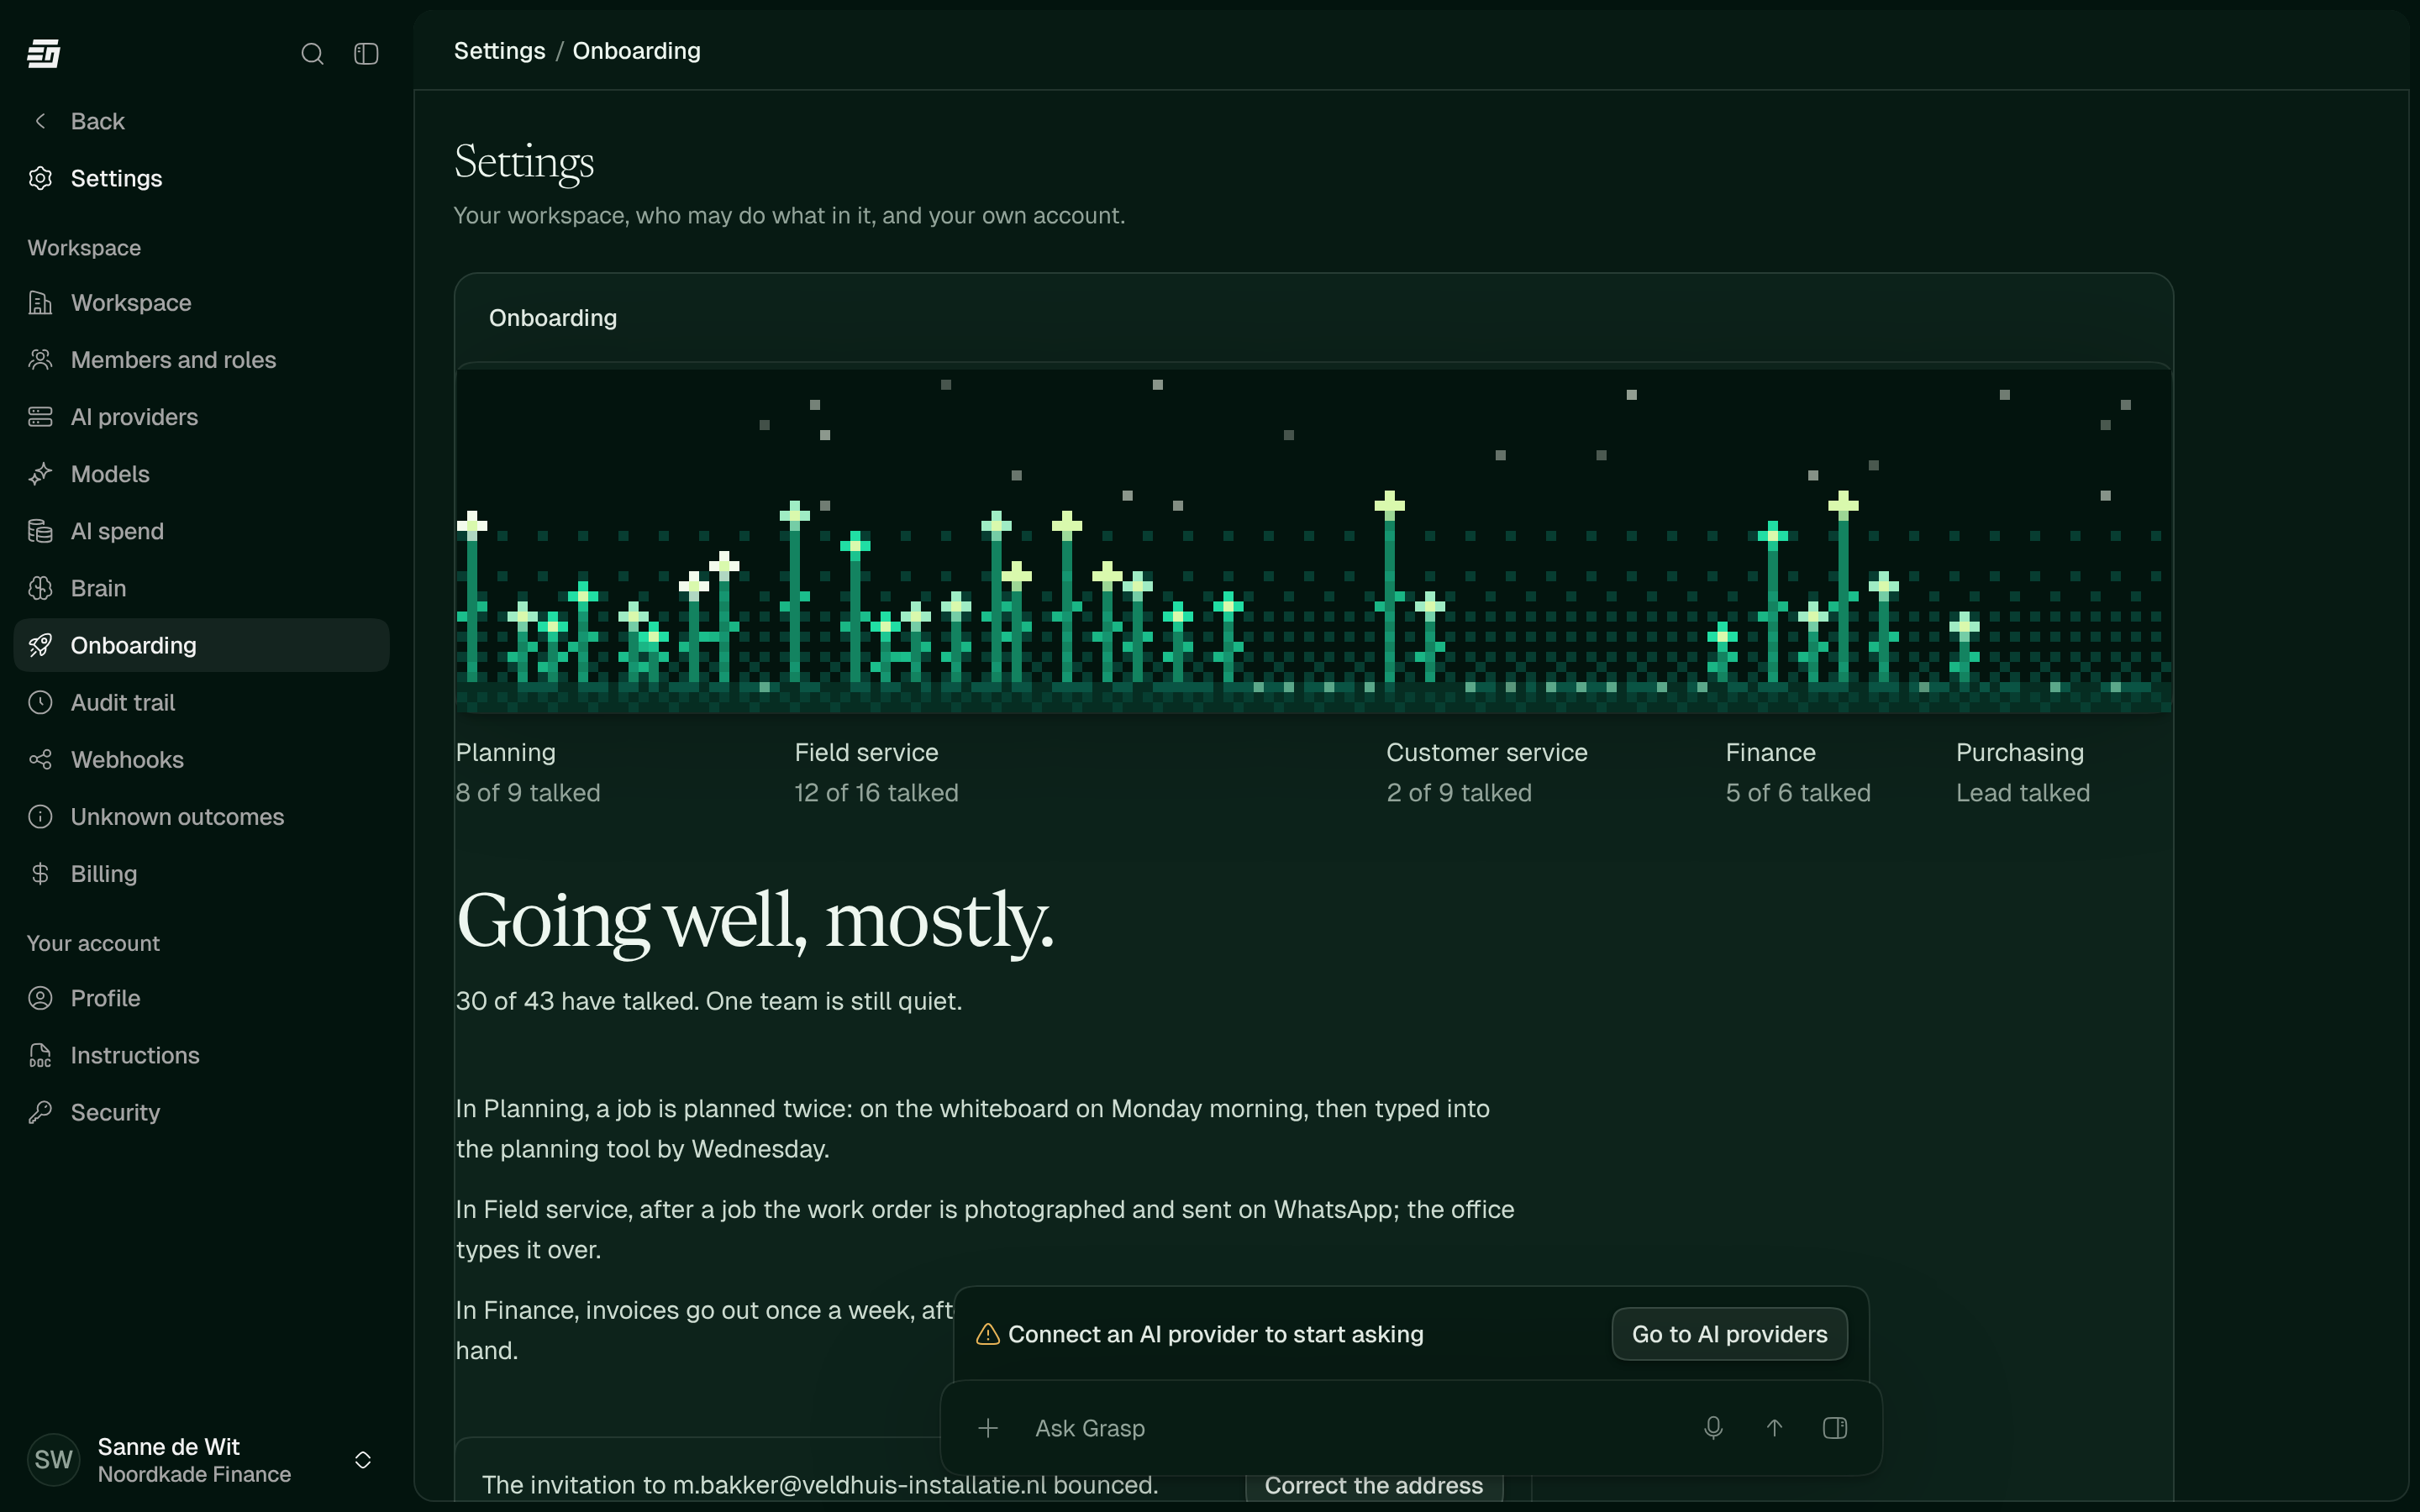 Back
Settings
Workspace
Workspace
Members and roles
AI providers
Models
AI spend
Brain
Onboarding
Audit trail
Webhooks
Unknown outcomes
Billing
Your account
Profile
Instructions
Security
SW
Sanne de Wit
Noordkade Finance
Settings / Onboarding
Settings
Your workspace, who may do what in it, and your own account.
Onboarding
Planning
8 of 9 talked
Field service
12 of 16 talked
Customer service
2 of 9 talked
Finance
5 of 6 talked
Purchasing
Lead talked
Going well, mostly.
30 of 43 have talked. One team is still quiet.
In Planning, a job is planned twice: on the whiteboard on Monday morning, then typed into
the planning tool by Wednesday.
In Field service, after a job the work order is photographed and sent on WhatsApp; the office
types it over.
In Finance, invoices go out once a week,
hand.
Connect an AI provider to start asking
Go to AI providers
Ask Grasp
The invitation to m.bakker@veldhuis-installatie.nl bounced.
Correct the address